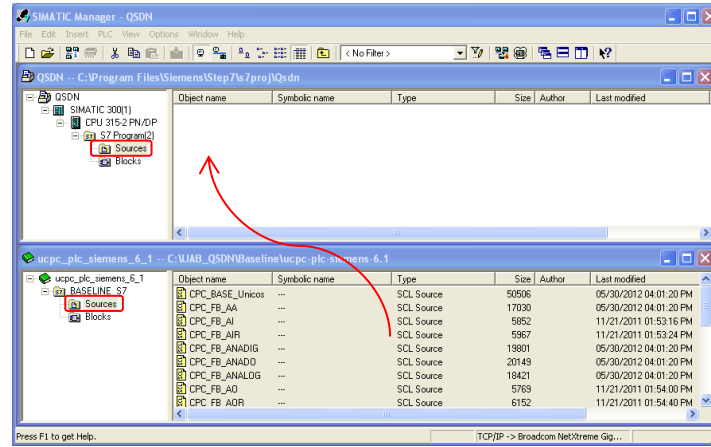 SIMATIC Manager - QSDN
File Edit Insert PLC View Options Window Help
< No Filter >
QSDN -- C:\Program Files\Siemens\Step7\s7proj\Qsdn
QSDN
SIMATIC 300(1)
CPU 315-2 PN/DP
S7 Program(2)
Sources
Blocks
Object name Symbolic name Type Size Author Last modified
ucpc_plc_siemens_6_1 -- C:\UAB_QSDN\Baseline\ucpc-plc-siemens-6.1
ucpc_plc_siemens_6_1
BASELINE_S7
Sources
Blocks
Object name Symbolic name Type Size Author Last modified
CPC_BASE_Unicos --- SCL Source 50506 05/30/2012 04:01:20 PM
CPC_FB_AA --- SCL Source 17030 05/30/2012 04:01:20 PM
CPC_FB_AI --- SCL Source 5852 11/21/2011 01:53:16 PM
CPC_FB_AIR --- SCL Source 5967 11/21/2011 01:53:24 PM
CPC_FB_ANADIG --- SCL Source 19801 05/30/2012 04:01:20 PM
CPC_FB_ANADO --- SCL Source 20149 05/30/2012 04:01:20 PM
CPC_FB_ANALOG --- SCL Source 18421 05/30/2012 04:01:20 PM
CPC_FB_AO --- SCL Source 5769 11/21/2011 01:54:00 PM
CPC_FB_AOR --- SCL Source 6152 11/21/2011 01:54:40 PM
Press F1 to get Help. TCP/IP -> Broadcom NetXtreme Gig...